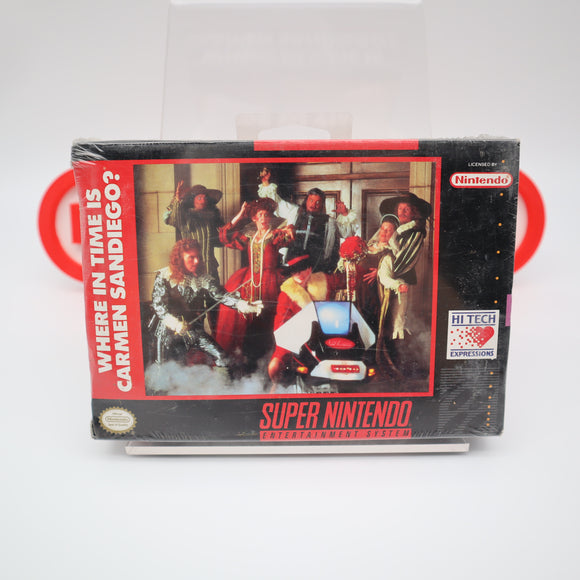 WHERE IN TIME IS
CARMEN SANDIEGO?
LICENSED BY
Nintendo
HI TECH
EXPRESSIONS
SUPER NINTENDO
ENTERTAINMENT SYSTEM